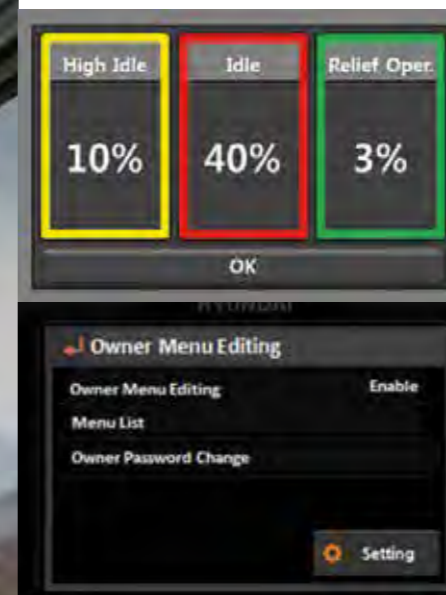 High Idle Idle Relief Oper.
10% 40% 3%
OK
HYUNDAI
Owner Menu Editing
Owner Menu Editing Enable
Menu List
Owner Password Change
Setting